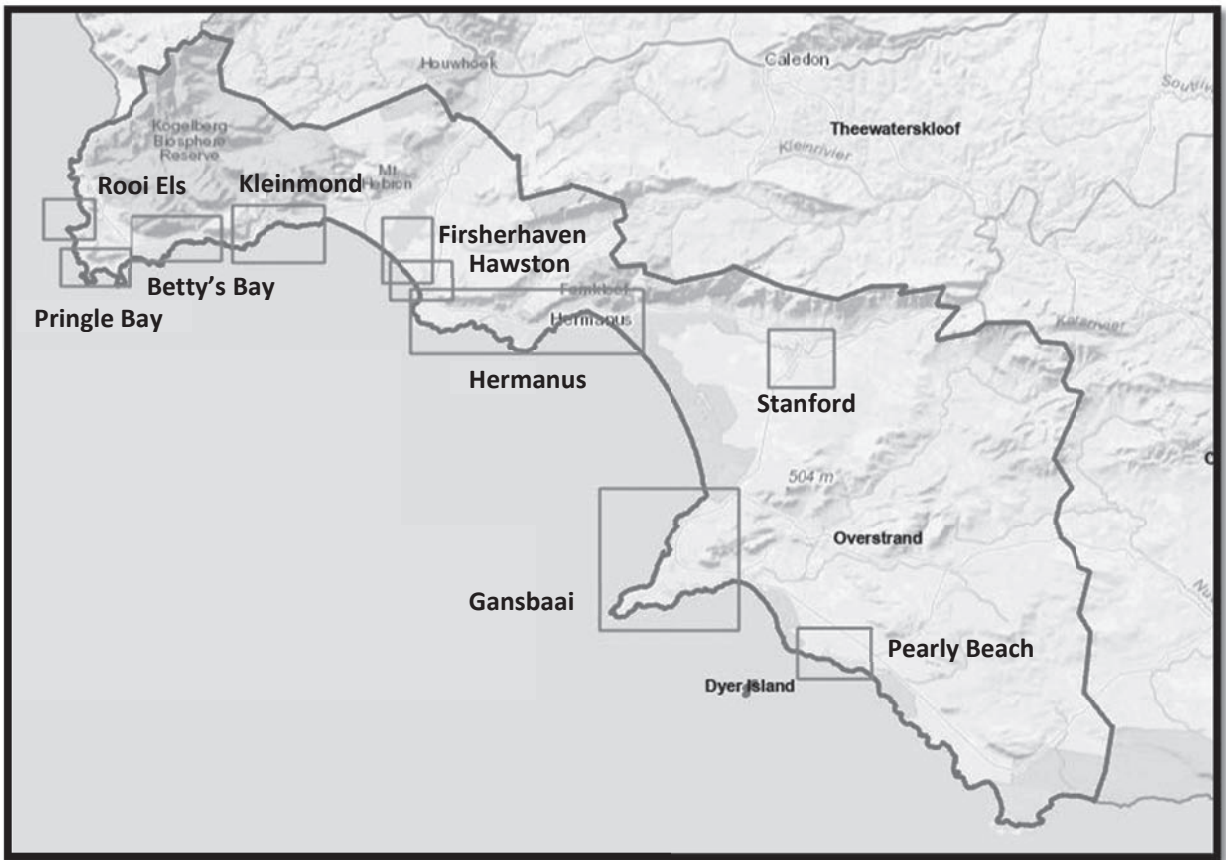 Houwhoek
Caledon
Theewaterskloof
Kleinrivier
Kogelberg
Biosphere
Reserve
Mt
Hebron
Rooi Els
Kleinmond
Firsherhaven
Hawston
Betty's Bay
Pringle Bay
Fernkloof
Hermanus
Hermanus
Stanford
504 m
Overstrand
Gansbaai
Pearly Beach
Dyer Island